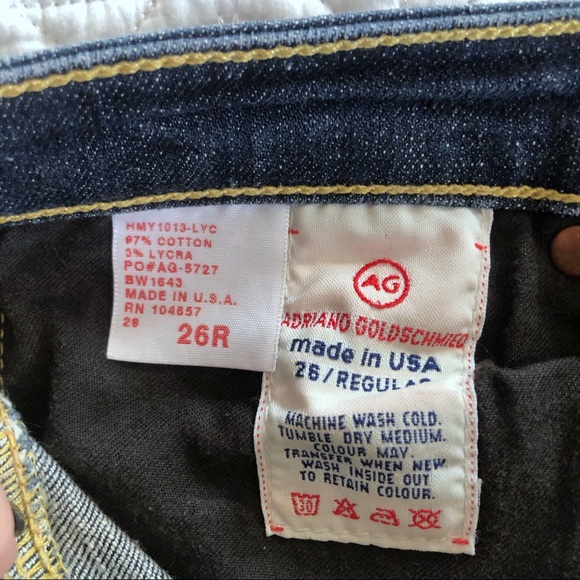 HMY1013-LYC
97% COTTON
3% LYCRA
PO#AG-5727
BW1643
MADE IN U.S.A.
RN 104657
29
26R
AG
ADRIANO GOLDSCHMIED
made in USA
26/REGULAR
MACHINE WASH COLD.
TUMBLE DRY MEDIUM.
COLOUR MAY.
TRANSFER WHEN NEW
WASH INSIDE OUT
TO RETAIN COLOUR.
30